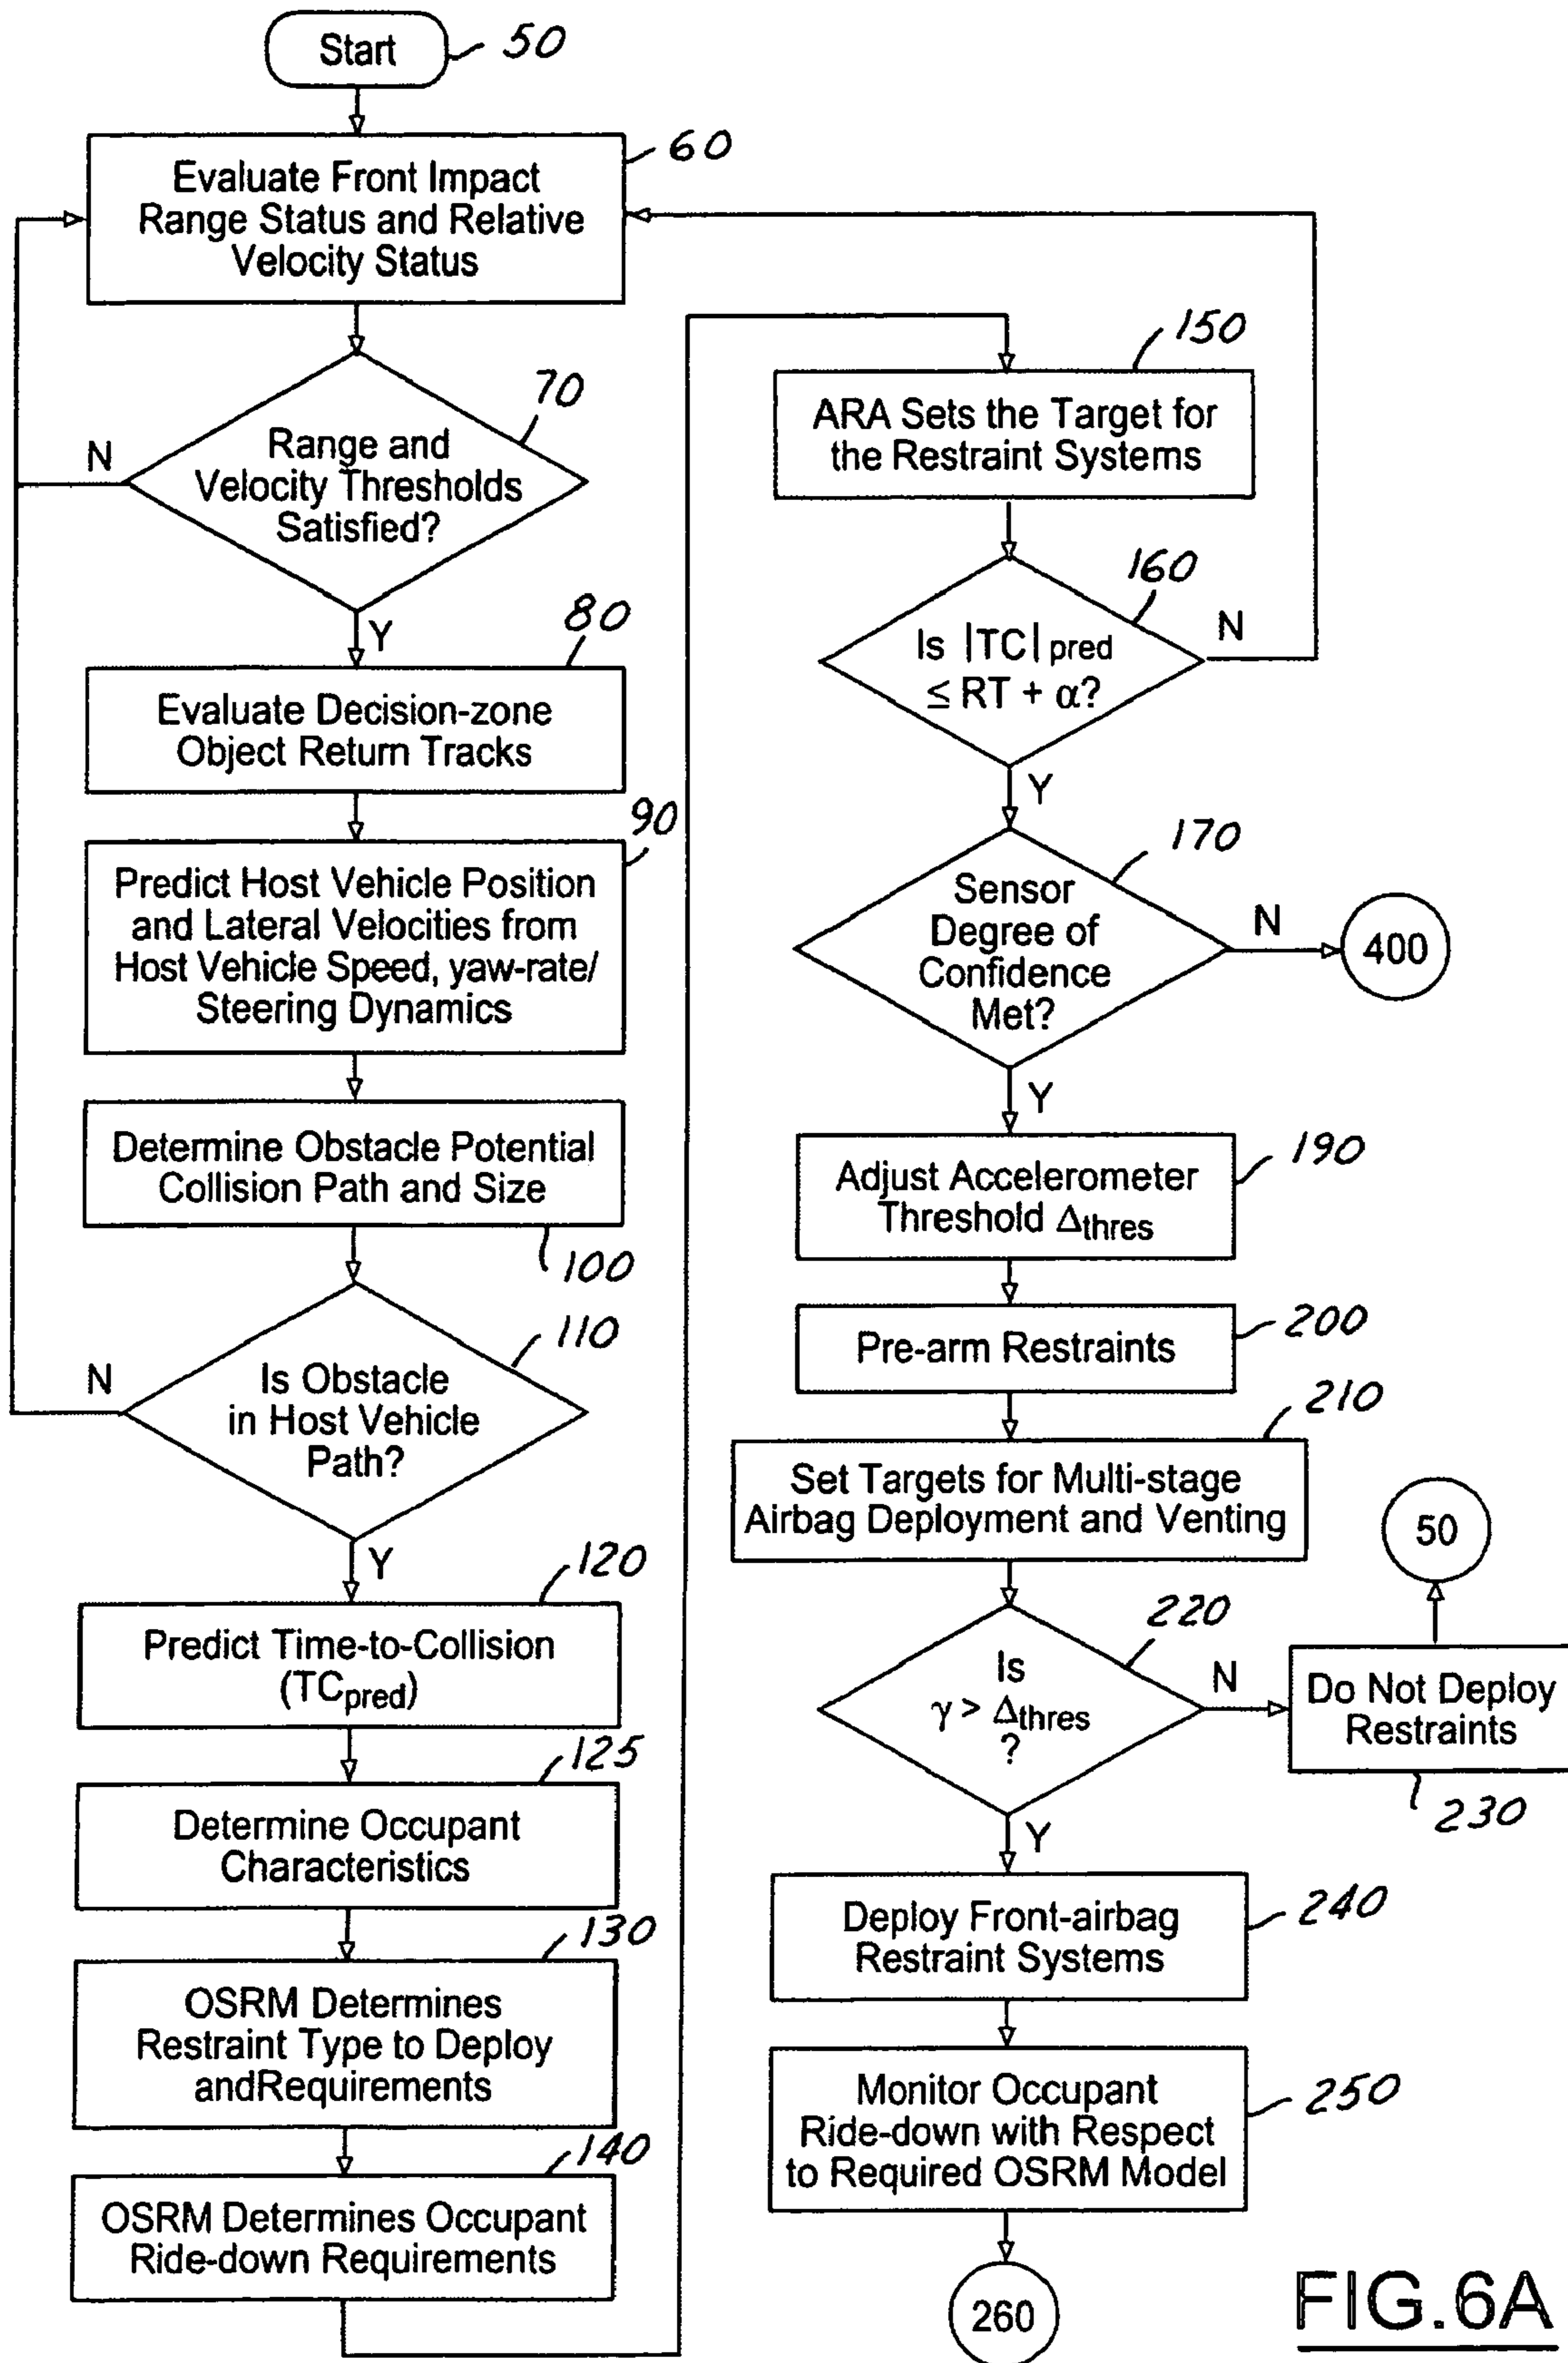 Start
50
Evaluate Front Impact
Range Status and Relative
Velocity Status
60
Range and
Velocity Thresholds
Satisfied?
70
N
Y
Evaluate Decision-zone
Object Return Tracks
80
Predict Host Vehicle Position
and Lateral Velocities from
Host Vehicle Speed, yaw-rate/
Steering Dynamics
90
Determine Obstacle Potential
Collision Path and Size
100
Is Obstacle
in Host Vehicle
Path?
110
N
Y
Predict Time-to-Collision
(TCpred)
120
Determine Occupant
Characteristics
125
OSRM Determines
Restraint Type to Deploy
andRequirements
130
OSRM Determines Occupant
Ride-down Requirements
140
ARA Sets the Target for
the Restraint Systems
150
Is |TC| pred
≤ RT + α?
160
N
Y
Sensor
Degree of
Confidence
Met?
170
N
400
Y
Adjust Accelerometer
Threshold Δthres
190
Pre-arm Restraints
200
Set Targets for Multi-stage
Airbag Deployment and Venting
210
Is
γ > Δthres
?
220
N
Do Not Deploy
Restraints
230
50
Y
Deploy Front-airbag
Restraint Systems
240
Monitor Occupant
Ride-down with Respect
to Required OSRM Model
250
260
FIG.6A